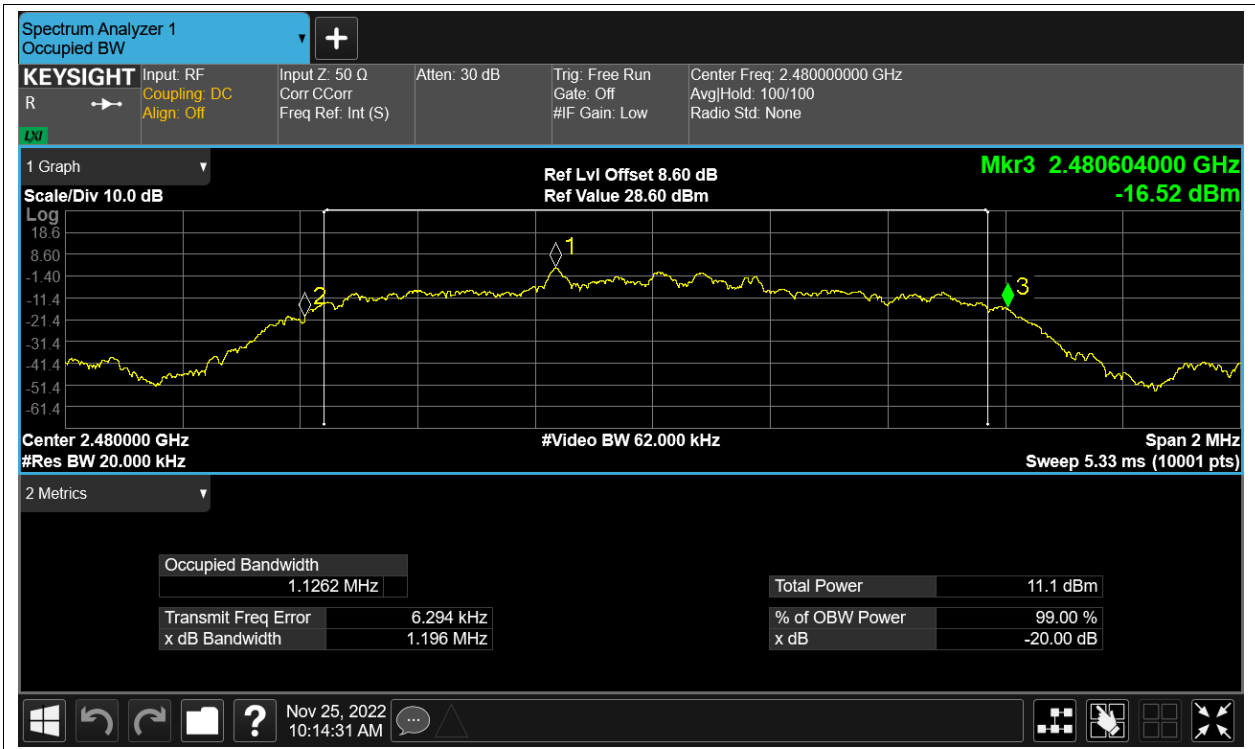 Spectrum Analyzer 1
Occupied BW
KEYSIGHT
R
LXI
Input: RF
Coupling: DC
Align: Off
Input Z: 50 Ω
Corr CCorr
Freq Ref: Int (S)
Atten: 30 dB
Trig: Free Run
Gate: Off
#IF Gain: Low
Center Freq: 2.480000000 GHz
Avg|Hold: 100/100
Radio Std: None
1 Graph
Scale/Div 10.0 dB
Ref Lvl Offset 8.60 dB
Ref Value 28.60 dBm
Mkr3 2.480604000 GHz
-16.52 dBm
Log
18.6
8.60
-1.40
-11.4
-21.4
-31.4
-41.4
-51.4
-61.4
1
2
3
Center 2.480000 GHz
#Video BW 62.000 kHz
Span 2 MHz
#Res BW 20.000 kHz
Sweep 5.33 ms (10001 pts)
2 Metrics
Occupied Bandwidth
1.1262 MHz
Total Power 11.1 dBm
Transmit Freq Error 6.294 kHz
% of OBW Power 99.00 %
x dB Bandwidth 1.196 MHz
x dB -20.00 dB
?
Nov 25, 2022
10:14:31 AM